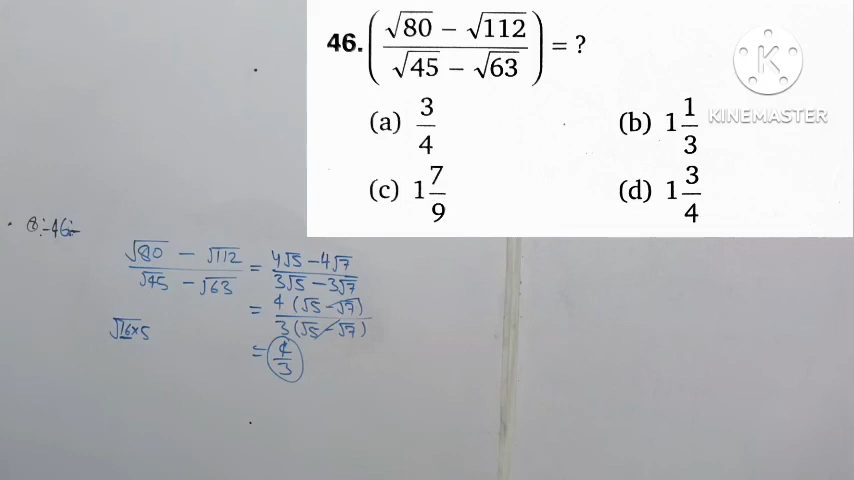 46. (√80 − √112 / √45 − √63) = ?
(a) 3/4 (b) 1 1/3
(c) 1 7/9 (d) 1 3/4
KINEMASTER
Q:-46:-
√80 − √112 / √45 − √63 = 4√5 − 4√7 / 3√5 − 3√7
= 4(√5 − √7) / 3(√5 − √7)
√16×5
= 4/3